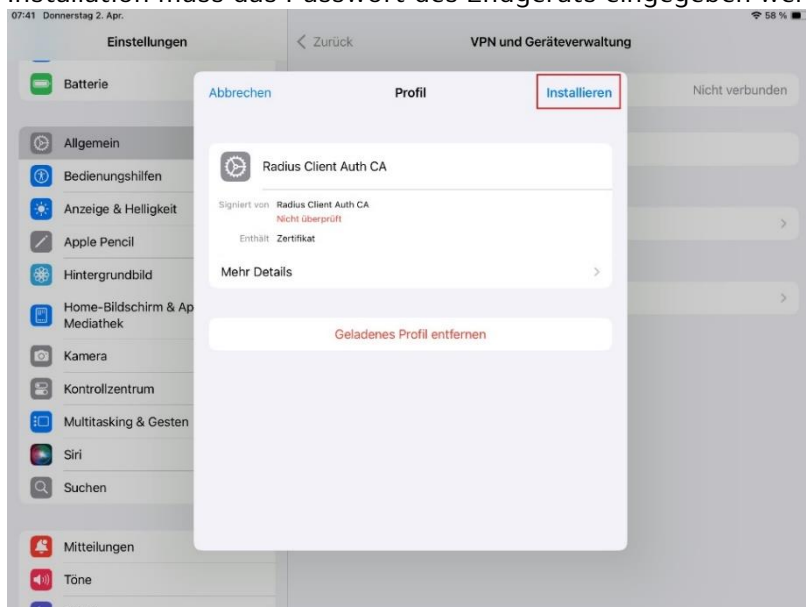 Installation muss das Passwort des Endgeräts eingegeben wer
07:41 Donnerstag 2. Apr.
58 %
Einstellungen
Zurück
VPN und Geräteverwaltung
Batterie
Nicht verbunden
Abbrechen
Profil
Installieren
Allgemein
Radius Client Auth CA
Bedienungshilfen
Signiert von Radius Client Auth CA
Nicht überprüft
Anzeige & Helligkeit
Enthält Zertifikat
Apple Pencil
Mehr Details
Hintergrundbild
Home-Bildschirm & Ap
Mediathek
Geladenes Profil entfernen
Kamera
Kontrollzentrum
Multitasking & Gesten
Siri
Suchen
Mitteilungen
Töne